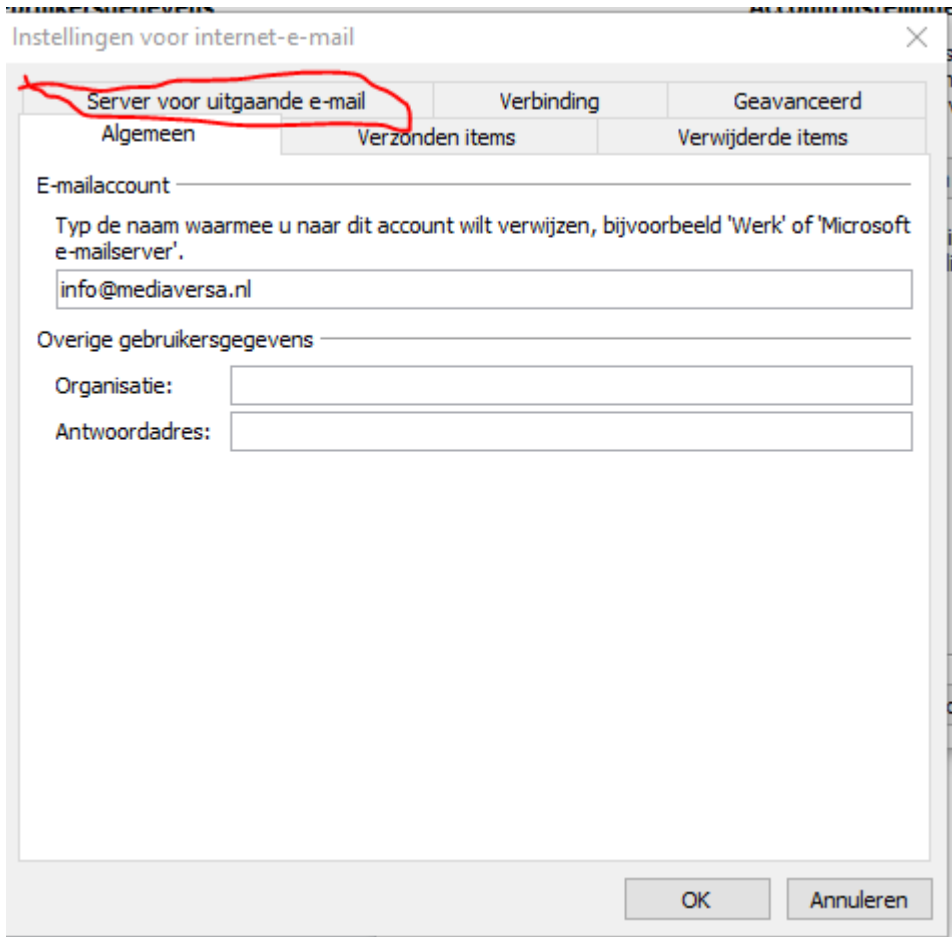 Instellingen voor internet-e-mail
Server voor uitgaande e-mail
Verbinding
Geavanceerd
Algemeen
Verzonden items
Verwijderde items
E-mailaccount
Typ de naam waarmee u naar dit account wilt verwijzen, bijvoorbeeld 'Werk' of 'Microsoft
e-mailserver'.
info@mediaversa.nl
Overige gebruikersgegevens
Organisatie:
Antwoordadres:
OK
Annuleren